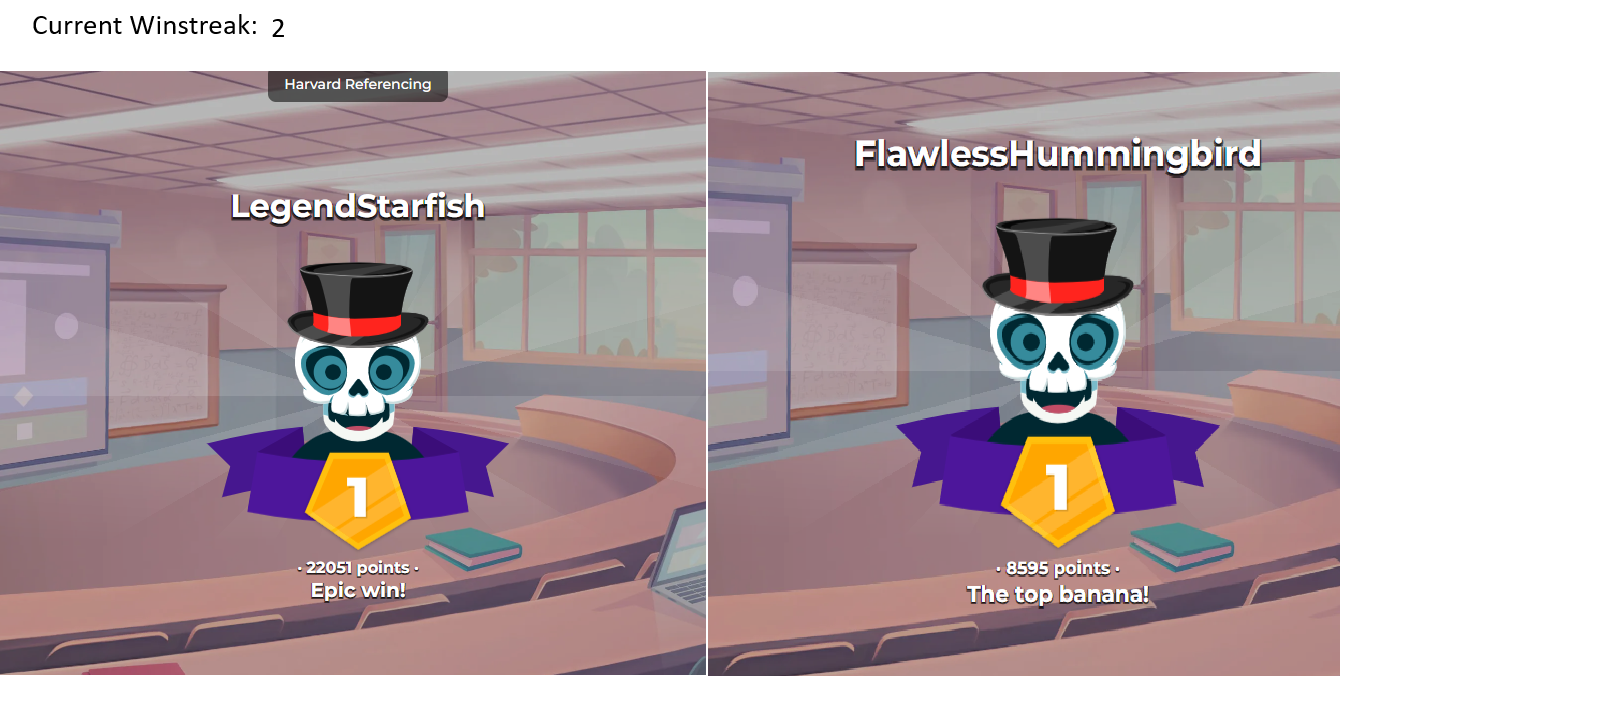 Current Winstreak: 2
Harvard Referencing
LegendStarfish
1
· 22051 points ·
Epic win!
FlawlessHummingbird
1
· 8595 points ·
The top banana!